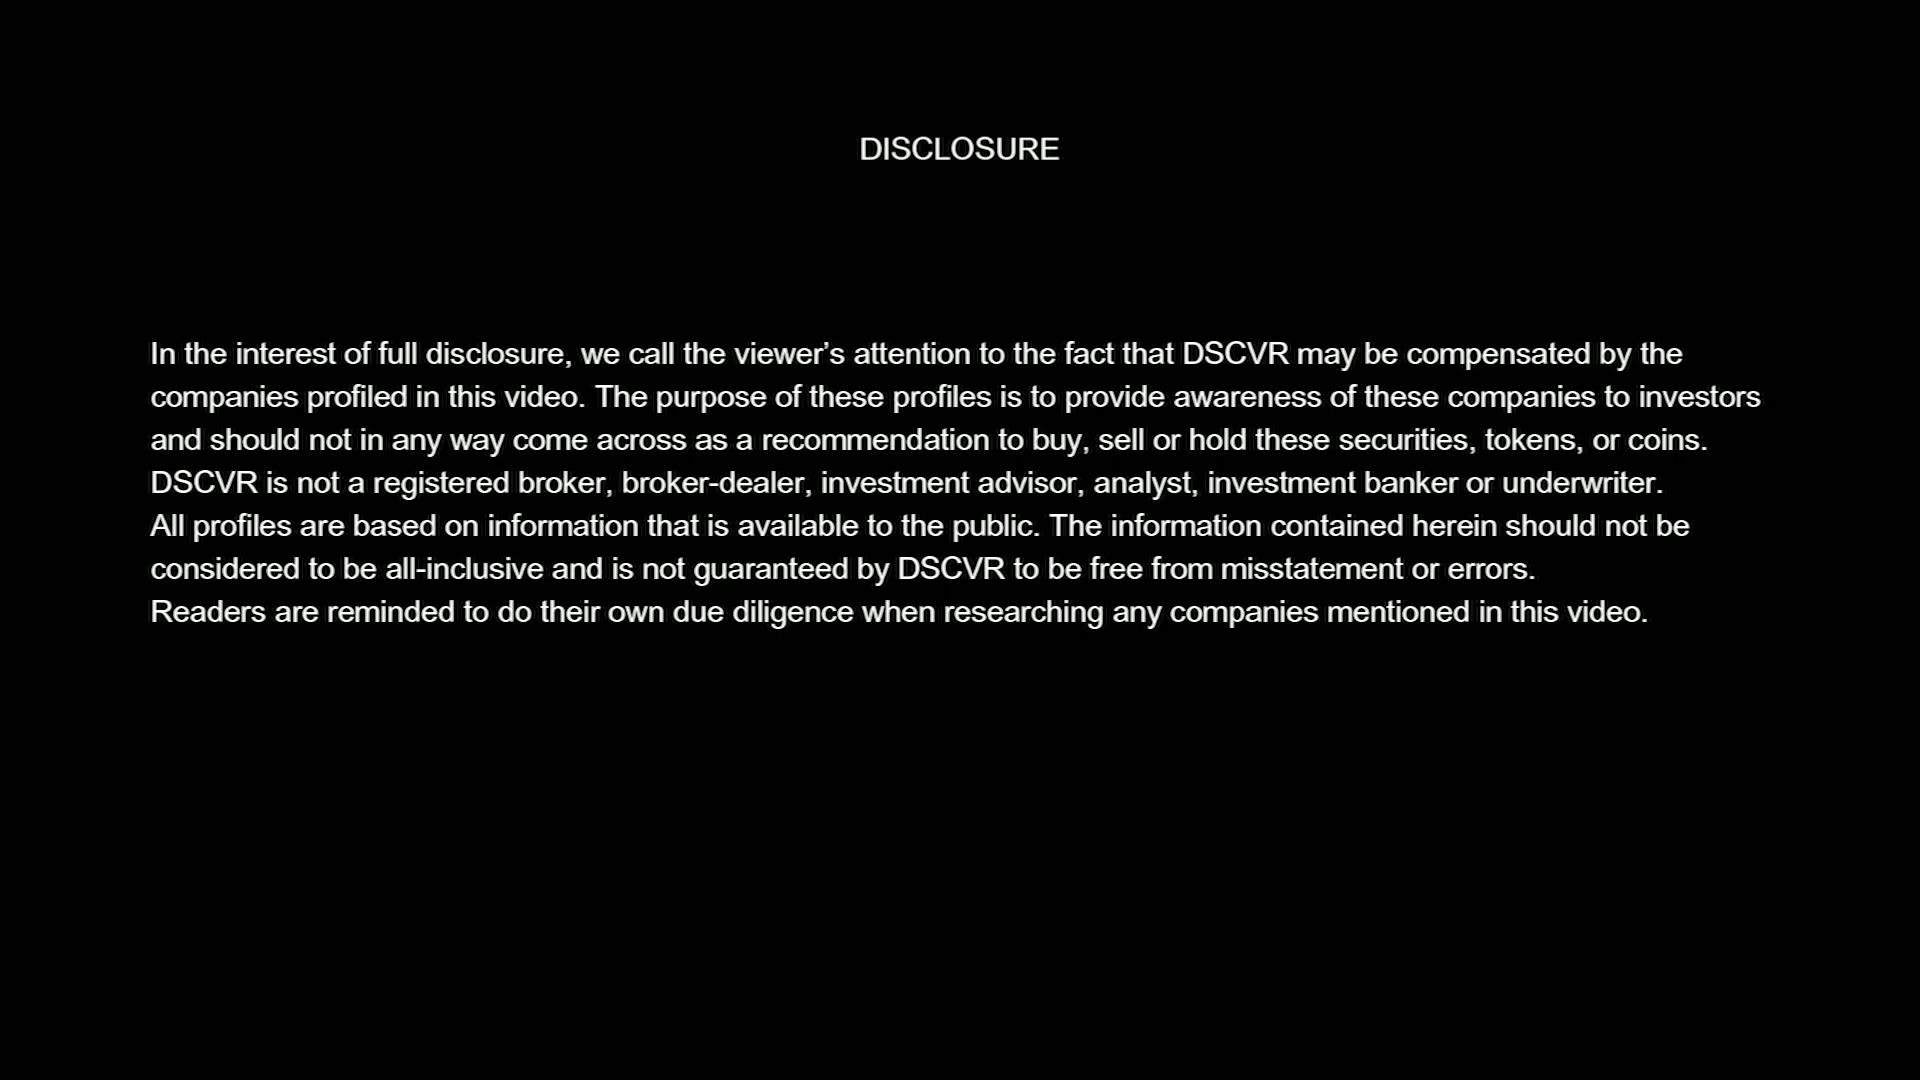 DISCLOSURE
In the interest of full disclosure, we call the viewer’s attention to the fact that DSCVR may be compensated by the
companies profiled in this video. The purpose of these profiles is to provide awareness of these companies to investors
and should not in any way come across as a recommendation to buy, sell or hold these securities, tokens, or coins.
DSCVR is not a registered broker, broker-dealer, investment advisor, analyst, investment banker or underwriter.
All profiles are based on information that is available to the public. The information contained herein should not be
considered to be all-inclusive and is not guaranteed by DSCVR to be free from misstatement or errors.
Readers are reminded to do their own due diligence when researching any companies mentioned in this video.